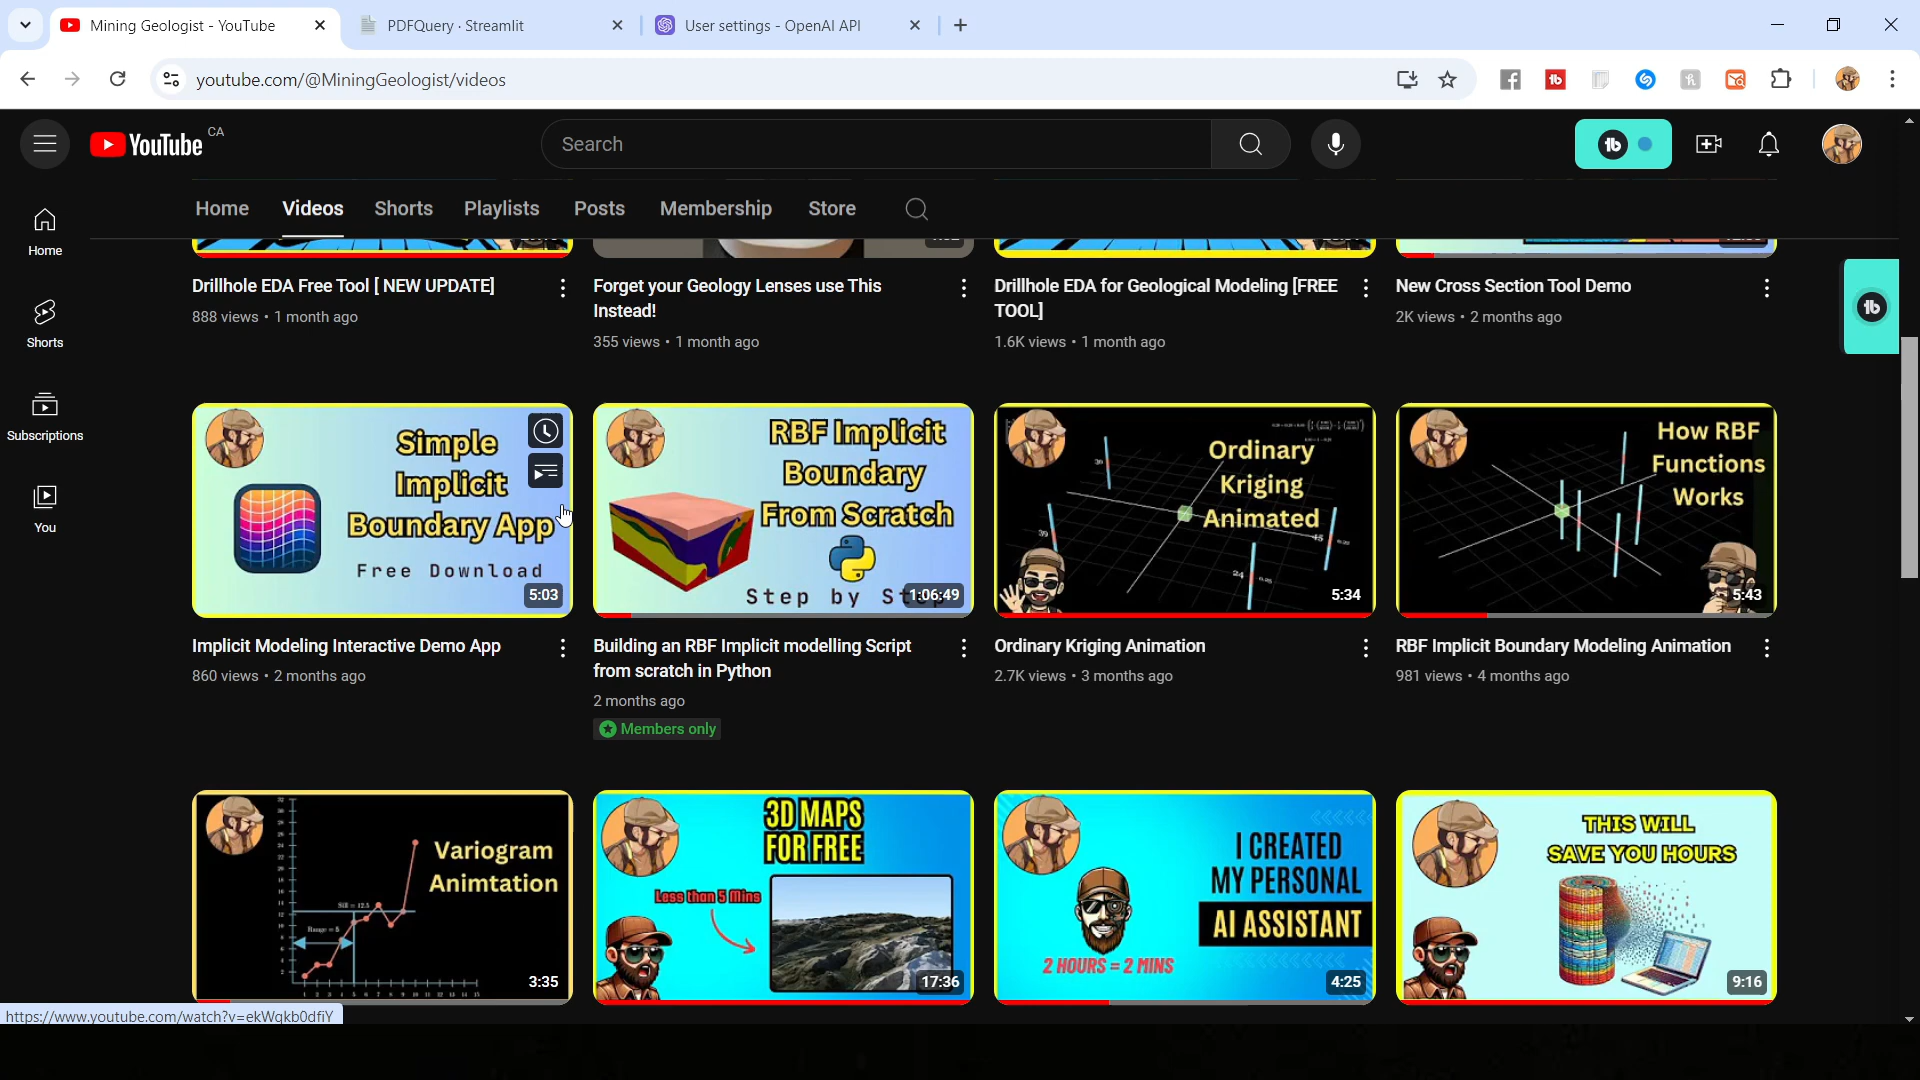 Mining Geologist - YouTube
PDFQuery · Streamlit
User settings - OpenAI API
youtube.com/@MiningGeologist/videos
YouTube CA
Search
Home
Videos
Shorts
Playlists
Posts
Membership
Store
Home
Shorts
Subscriptions
You
Drillhole EDA Free Tool [ NEW UPDATE]
888 views • 1 month ago
Forget your Geology Lenses use This
Instead!
355 views • 1 month ago
Drillhole EDA for Geological Modeling [FREE
TOOL]
1.6K views • 1 month ago
New Cross Section Tool Demo
2K views • 2 months ago
Simple
Implicit
Boundary App
Free Download
5:03
RBF Implicit
Boundary
From Scratch
Step by Step
1:06:49
Ordinary
Kriging
Animated
39
39
24
45
5:34
How RBF
Functions
Works
5:43
Implicit Modeling Interactive Demo App
860 views • 2 months ago
Building an RBF Implicit modelling Script
from scratch in Python
2 months ago
Members only
Ordinary Kriging Animation
2.7K views • 3 months ago
RBF Implicit Boundary Modeling Animation
981 views • 4 months ago
Variogram
Animtation
Sill = 12.5
Range = 5
3:35
3D MAPS
FOR FREE
Less than 5 Mins
17:36
I CREATED
MY PERSONAL
AI ASSISTANT
2 HOURS = 2 MINS
4:25
THIS WILL
SAVE YOU HOURS
9:16
https://www.youtube.com/watch?v=ekWqkb0dfiY